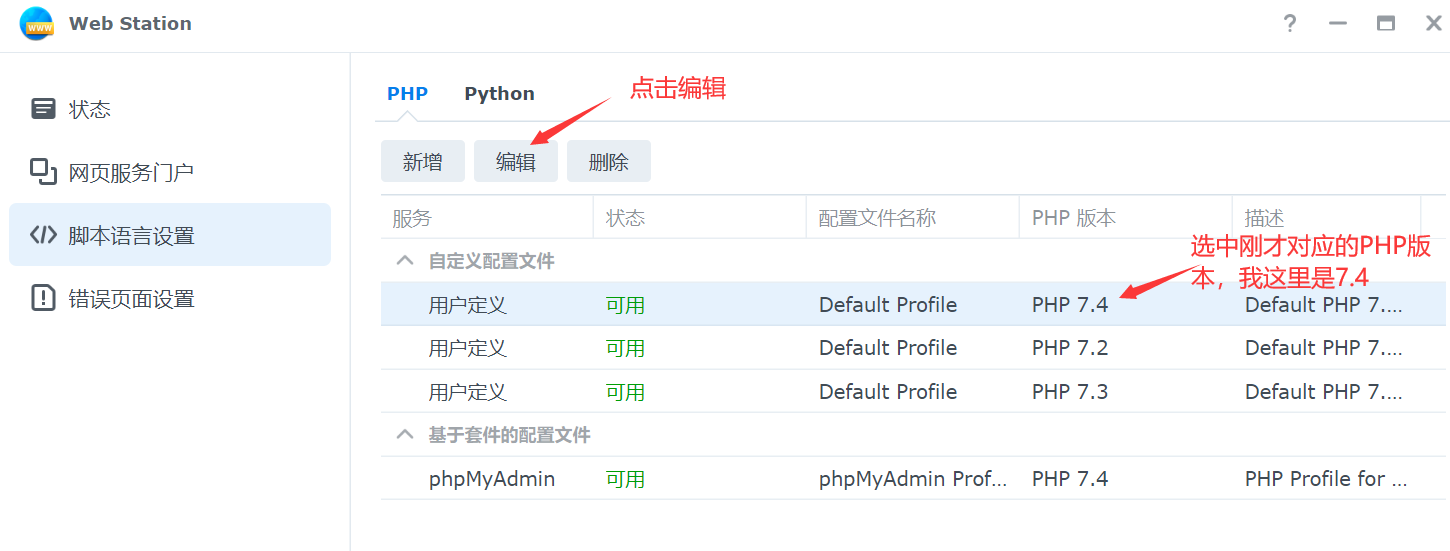 Web Station
状态
网页服务门户
脚本语言设置
错误页面设置
PHP Python
点击编辑
新增 编辑 删除
服务 状态 配置文件名称 PHP 版本 描述
选中刚才对应的PHP版
本，我这里是7.4
自定义配置文件
用户定义 可用 Default Profile PHP 7.4 Default PHP 7....
用户定义 可用 Default Profile PHP 7.2 Default PHP 7....
用户定义 可用 Default Profile PHP 7.3 Default PHP 7....
基于套件的配置文件
phpMyAdmin 可用 phpMyAdmin Prof... PHP 7.4 PHP Profile for ...